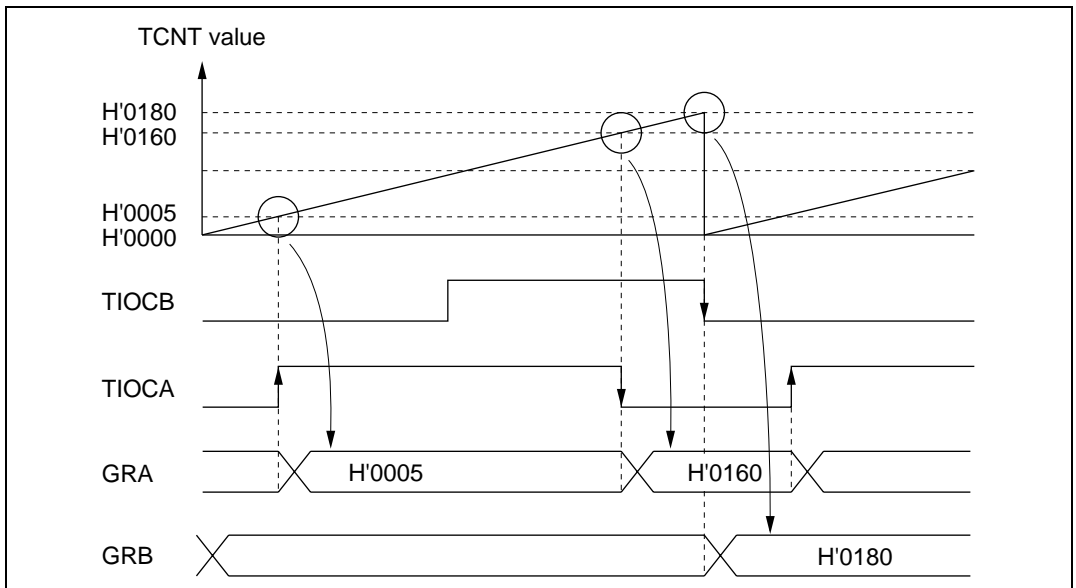 TCNT value
H'0180
H'0160
H'0005
H'0000
TIOCB
TIOCA
GRA
H'0005
H'0160
GRB
H'0180